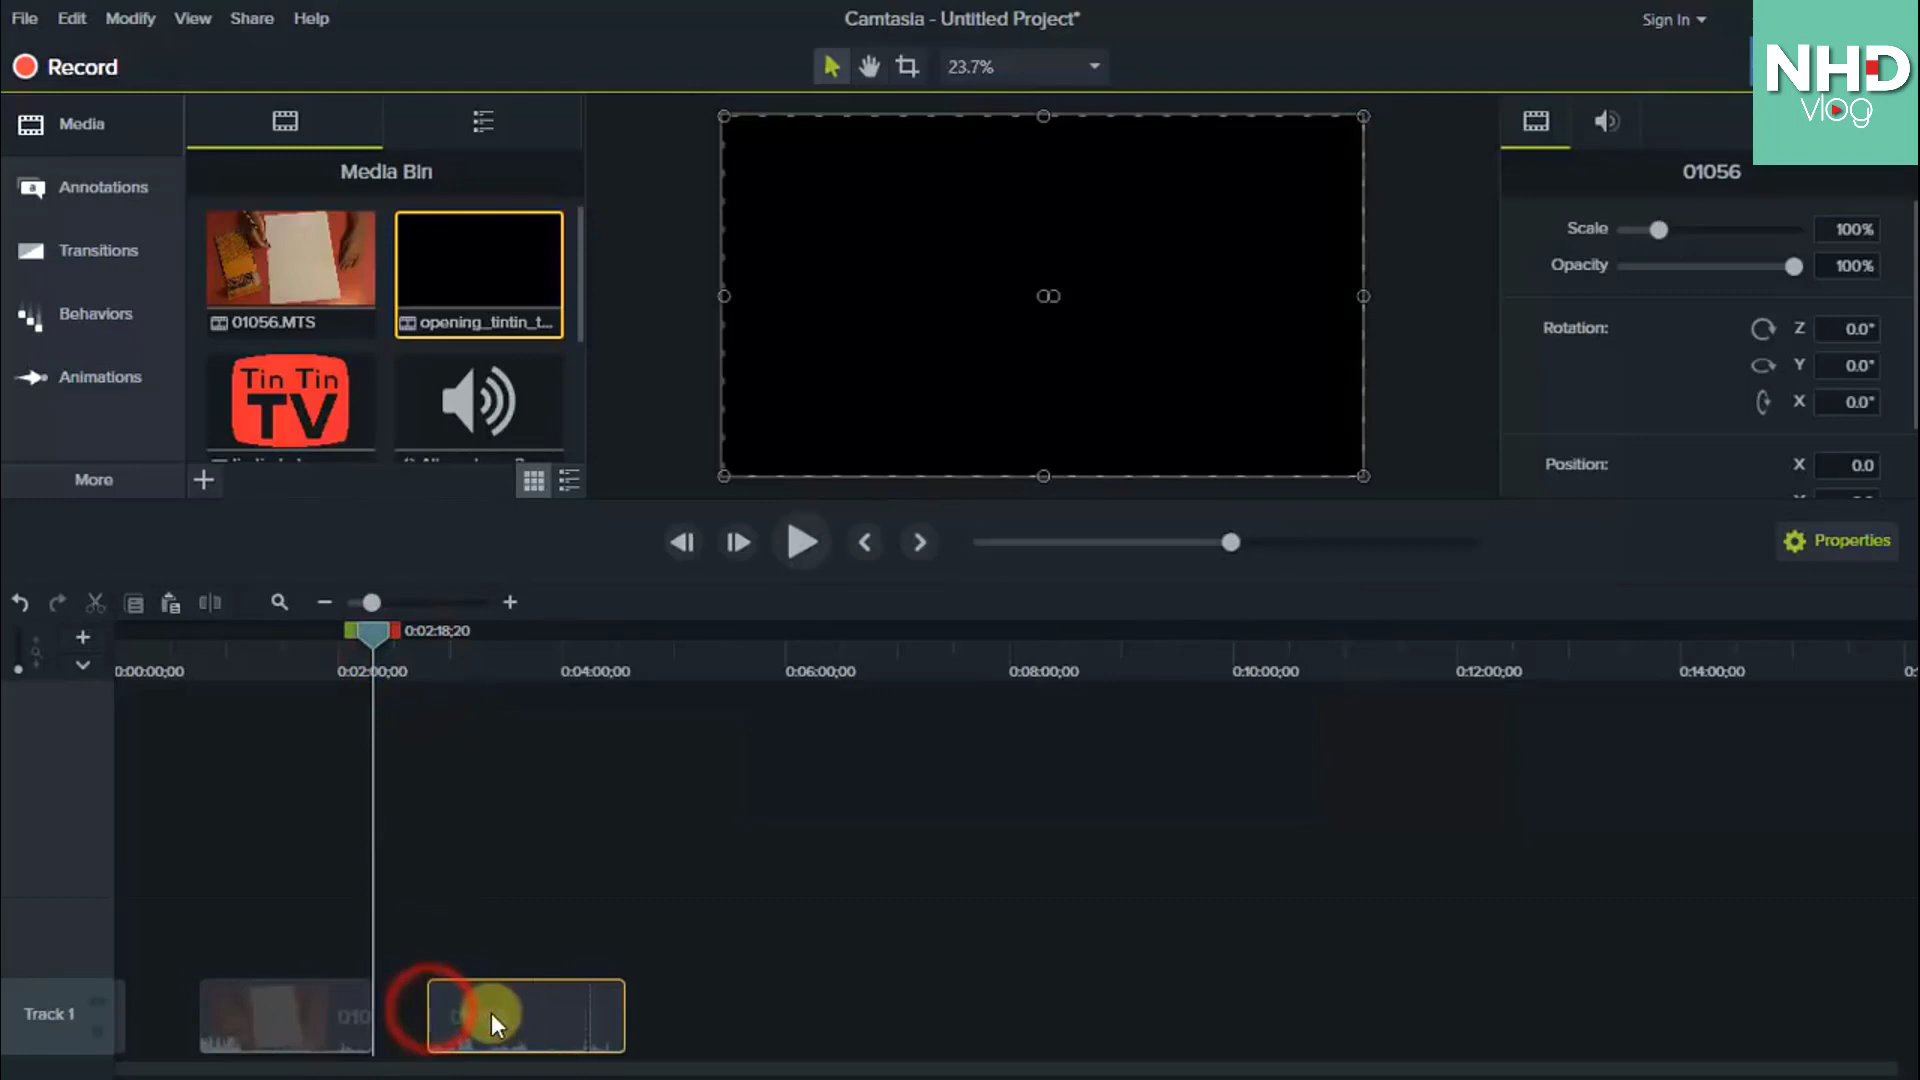 File Edit Modify View Share Help
Camtasia - Untitled Project*
Sign In
NHD
vlog
Record
23.7%
Media
Annotations
Transitions
Behaviors
Animations
More
Media Bin
01056.MTS
opening_tintin_t...
Tin Tin
TV
01056
Scale 100%
Opacity 100%
Rotation: Z 0.0°
Y 0.0°
X 0.0°
Position: X 0.0
Properties
0:02:18;20
0:00:00;00 0:02:00;00 0:04:00;00 0:06:00;00 0:08:00;00 0:10:00;00 0:12:00;00 0:14:00;00
Track 1
010